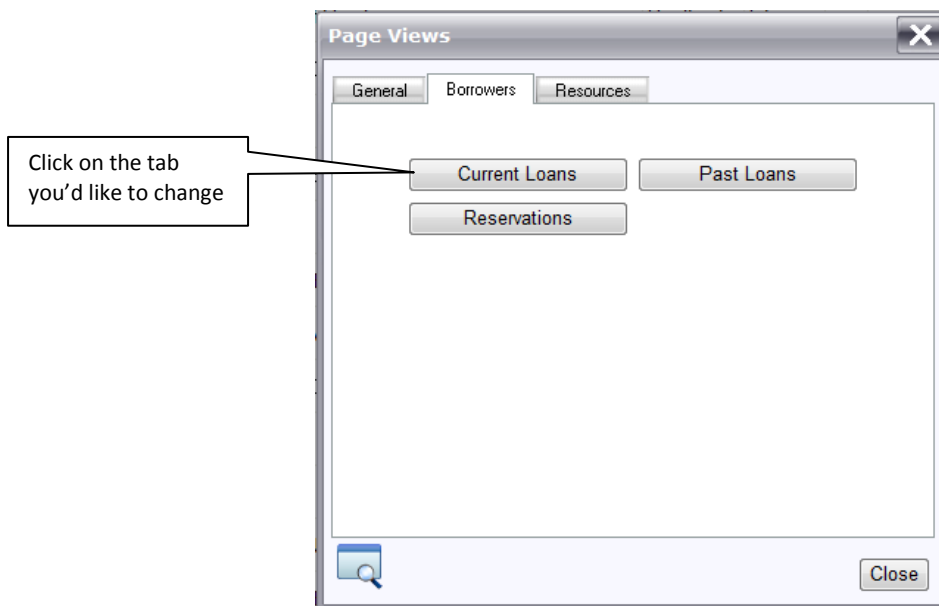 Page Views
General Borrowers Resources
Click on the tab
you’d like to change
Current Loans Past Loans
Reservations
Close